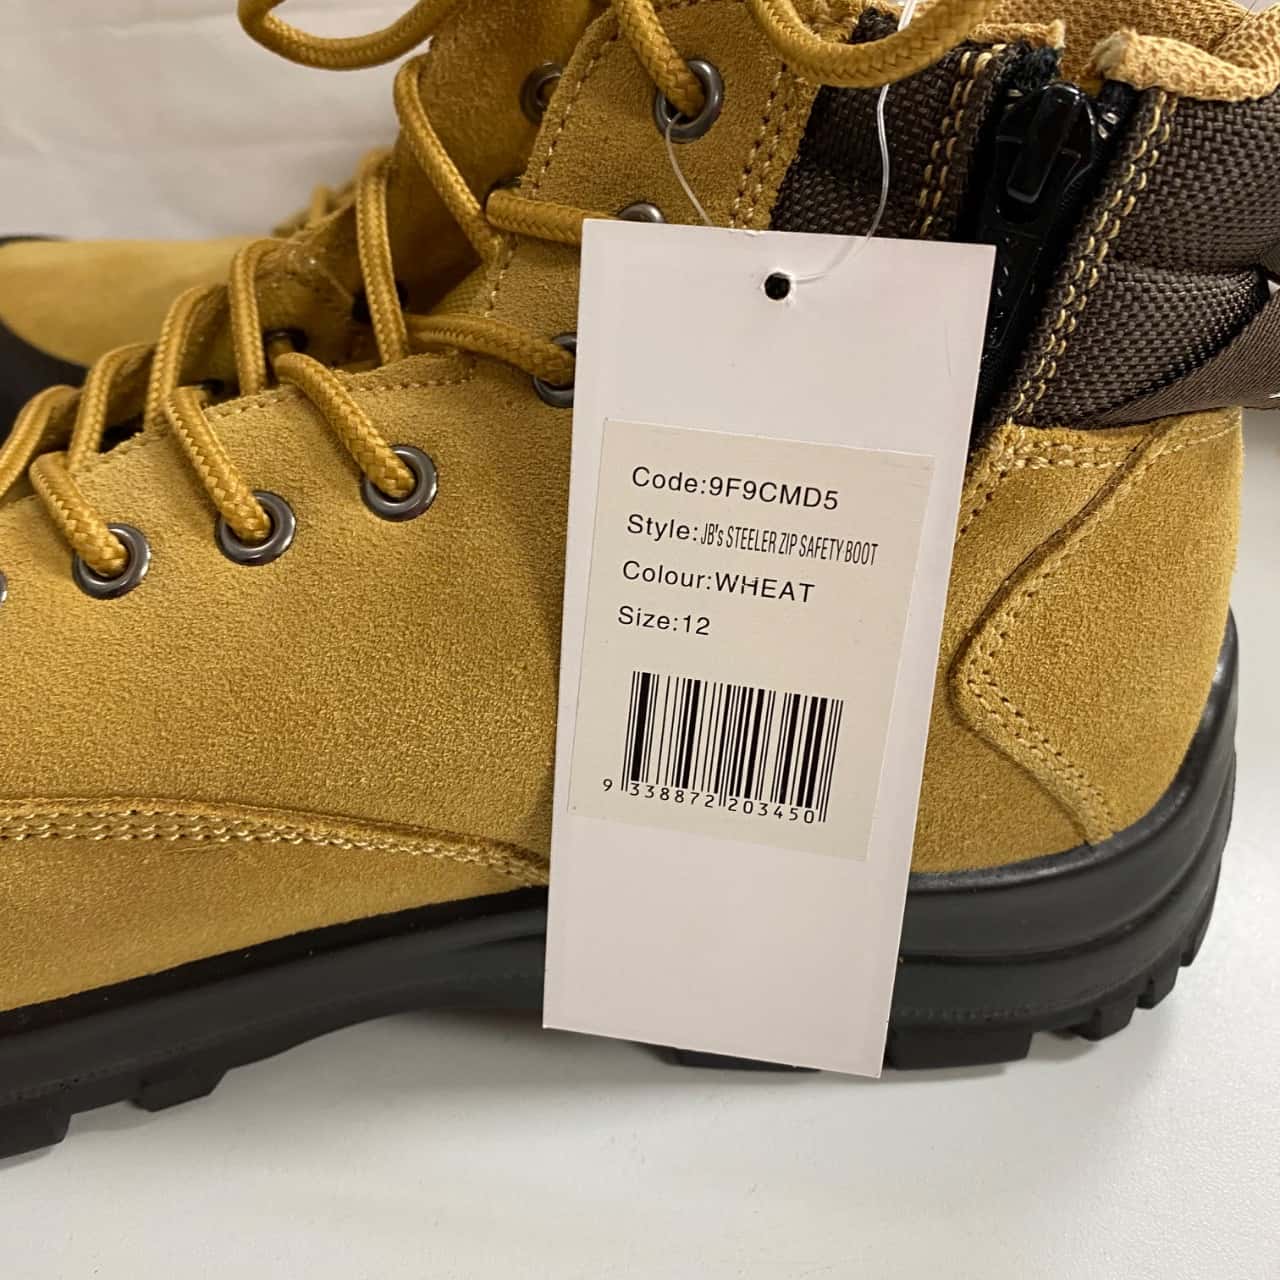 Code:9F9CMD5
Style:JB's STEELER ZIP SAFETY BOOT
Colour:WHEAT
Size:12
9 338872 203450